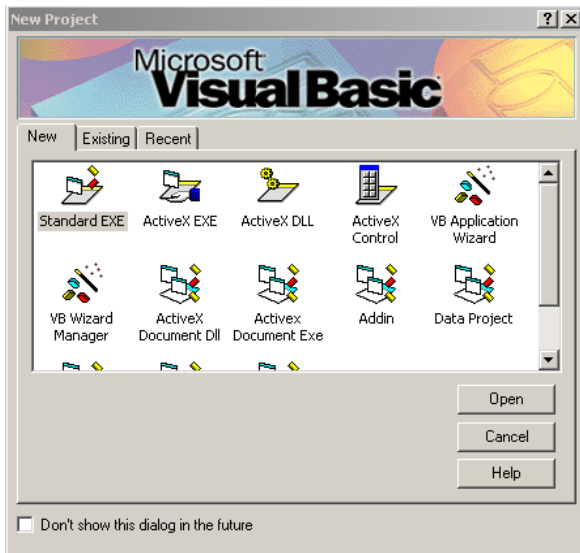 New Project
Microsoft
Visual Basic
New Existing Recent
Standard EXE ActiveX EXE ActiveX DLL ActiveX Control VB Application Wizard
VB Wizard Manager ActiveX Document Dll Activex Document Exe Addin Data Project
Open
Cancel
Help
Don't show this dialog in the future